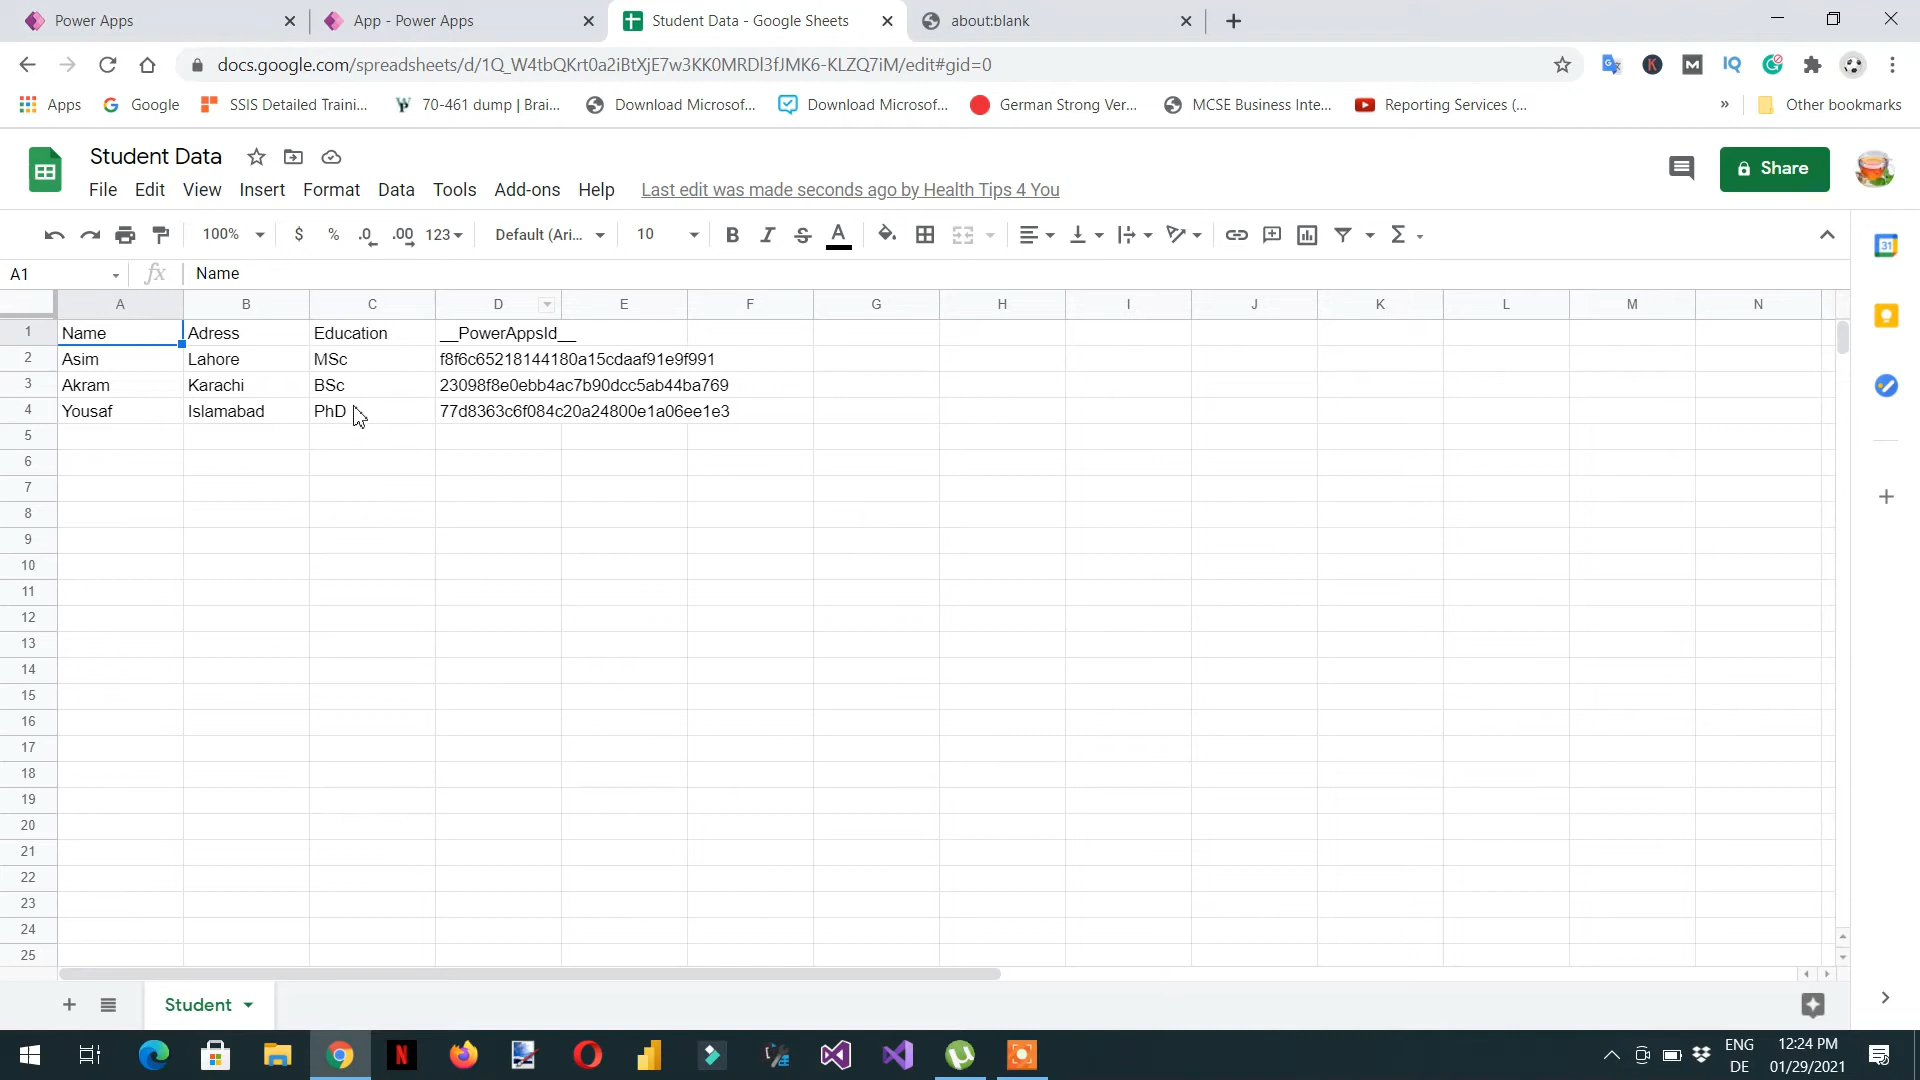 Power Apps
App - Power Apps
Student Data - Google Sheets
about:blank
docs.google.com/spreadsheets/d/1Q_W4tbQKrt0a2iBtXjE7w3KK0MRDl3fJMK6-KLZQ7iM/edit#gid=0
Apps
Google
SSIS Detailed Traini...
70-461 dump | Brai...
Download Microsof...
Download Microsof...
German Strong Ver...
MCSE Business Inte...
Reporting Services (...
»
Other bookmarks
Student Data
Share
File Edit View Insert Format Data Tools Add-ons Help
Last edit was made seconds ago by Health Tips 4 You
100% $ % .0 .00 123 Default (Ari... 10 B I S A Σ
A1 fx Name
A B C D E F G H I J K L M N
1 Name Adress Education __PowerAppsId__
2 Asim Lahore MSc f8f6c65218144180a15cdaaf91e9f991
3 Akram Karachi BSc 23098f8e0ebb4ac7b90dcc5ab44ba769
4 Yousaf Islamabad PhD 77d8363c6f084c20a24800e1a06ee1e3
5
6
7
8
9
10
11
12
13
14
15
16
17
18
19
20
21
22
23
24
25
Student
ENG
DE
12:24 PM
01/29/2021